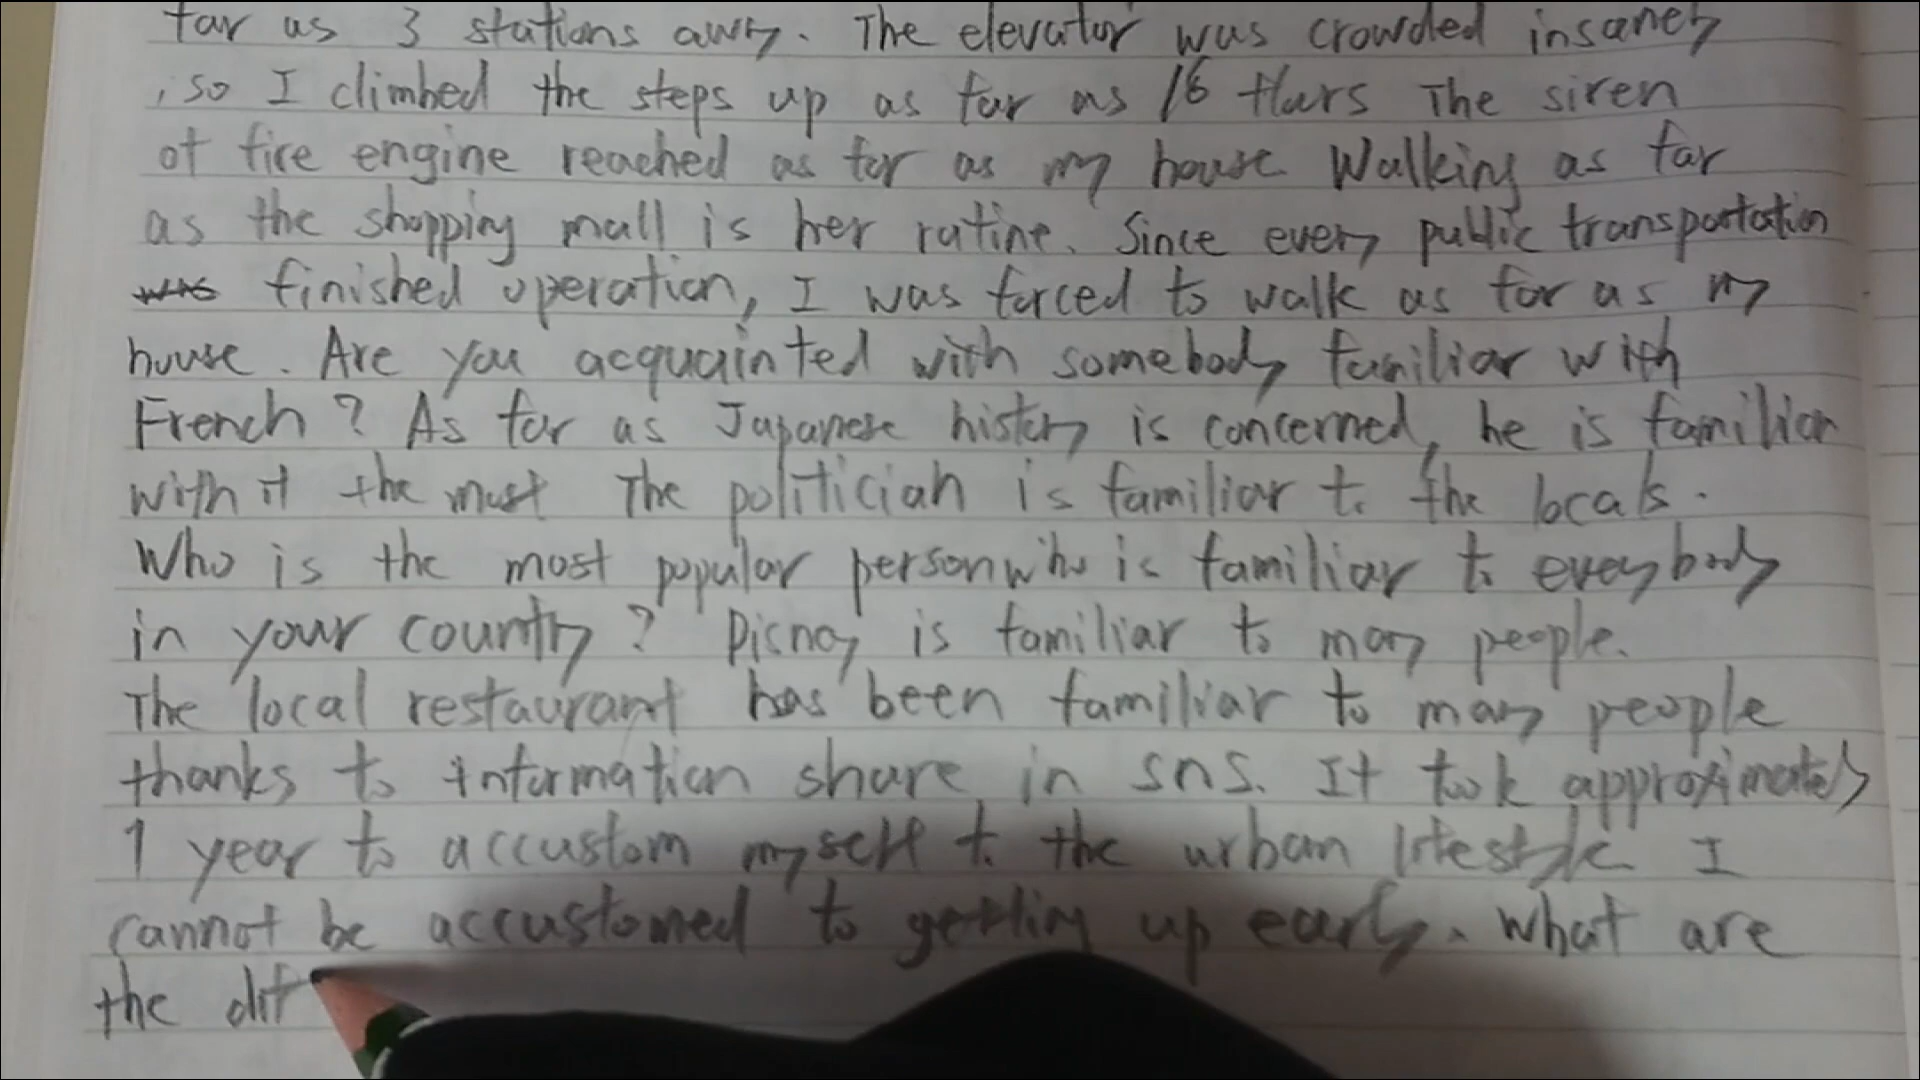 far as 3 stations away. The elevator was crowded insanely
, so I climbed the steps up as far as 16 floors The siren
of fire engine reached as far as my house Walking as far
as the shopping mall is her rutine. Since every public transportation
finished operation, I was forced to walk as far as my
house. Are you acquainted with somebody familiar with
French? As far as Japanese history is concerned, he is familiar
with it the most The politician is familiar to the locals.
Who is the most popular person who is familiar to everybody
in your country? Disney is familiar to many people.
The local restaurant has been familiar to many people
thanks to information share in SNS. It took approximately
1 year to accustom myself to the urban lifestyle I
cannot be accustomed to getting up early. What are
the dif